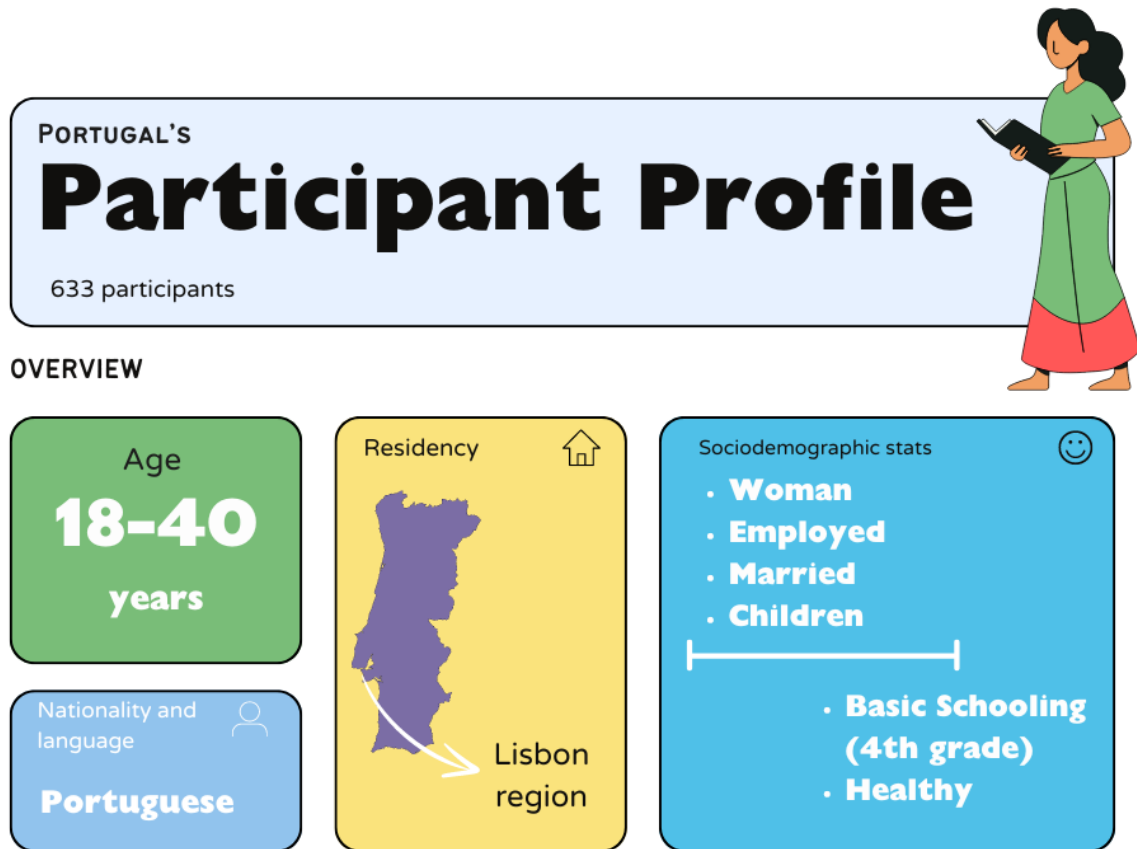 PORTUGAL'S
Participant Profile
633 participants
OVERVIEW
Age
18-40
years
Nationality and
language
Portuguese
Residency
Lisbon
region
Sociodemographic stats
• Woman
• Employed
• Married
• Children
• Basic Schooling
(4th grade)
• Healthy